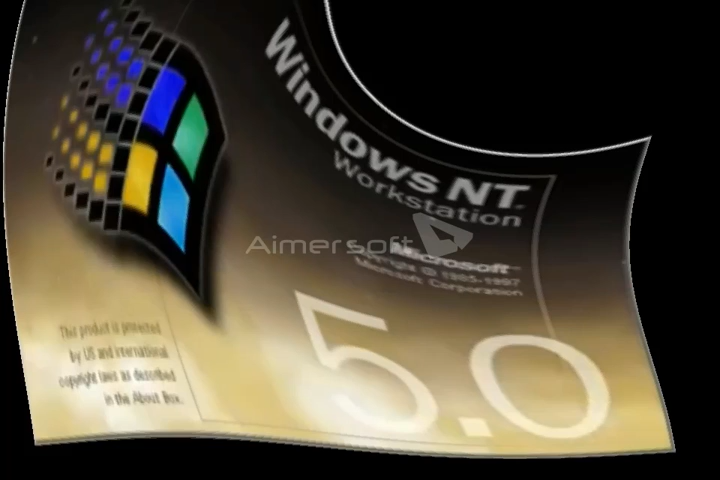 Windows NT
Workstation
Aimersoft
Microsoft
Copyright © 1985-1997
Microsoft Corporation
5.0
This product is protected
by US and international
copyright laws as described
in the About Box.